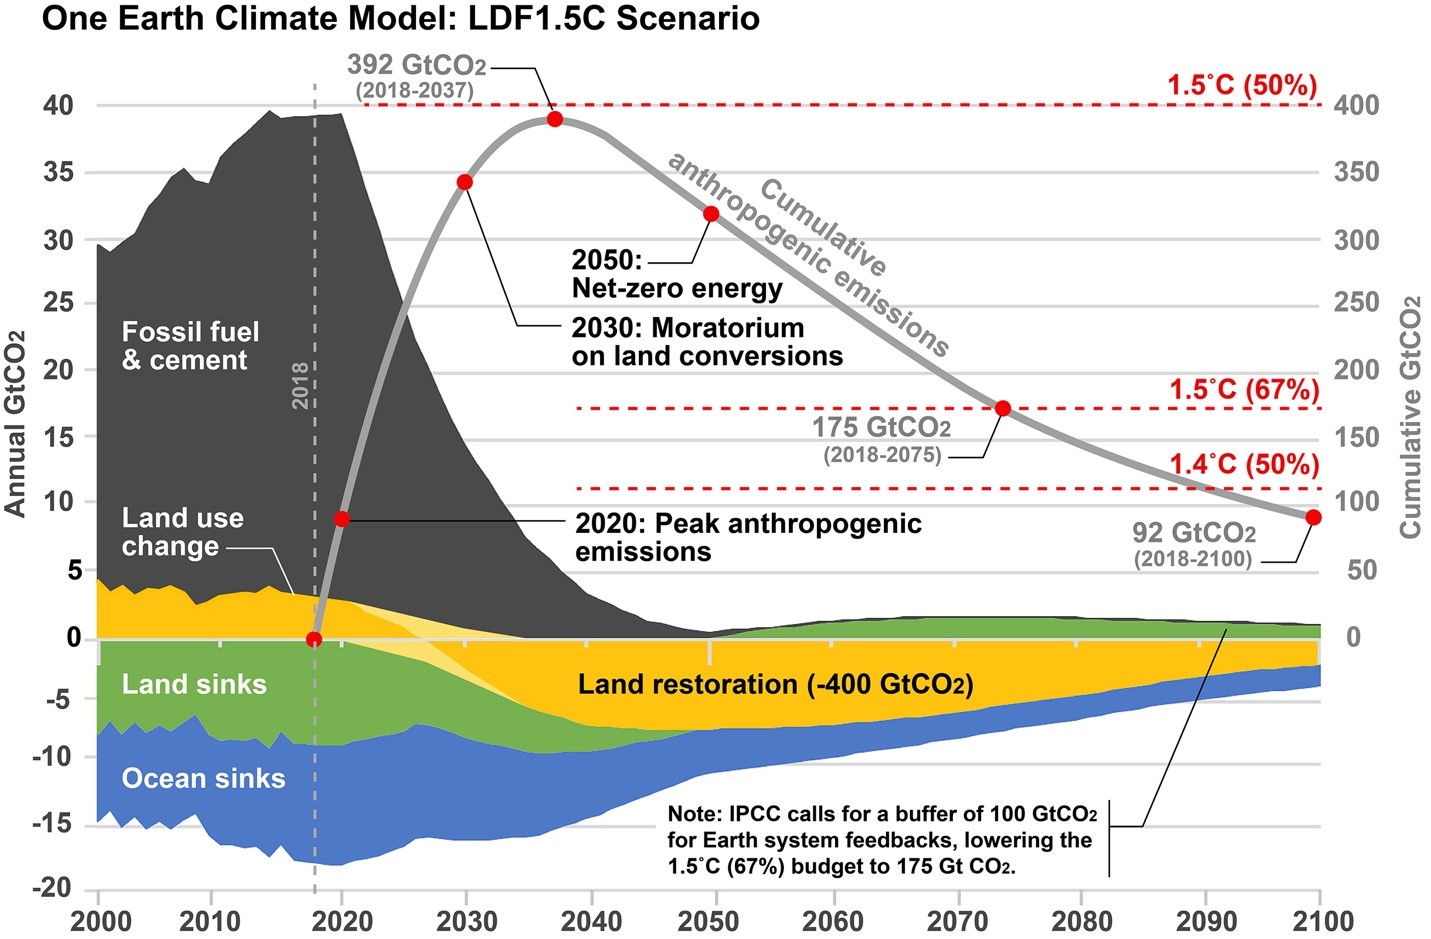 One Earth Climate Model: LDF1.5C Scenario
392 GtCO2
(2018-2037)
1.5°C (50%)
40
35
30
25
20
15
10
5
0
-5
-10
-15
-20
Annual GtCO2
400
350
300
250
200
150
100
50
0
Cumulative GtCO2
Cumulative
anthropogenic emissions
2050:
Net-zero energy
2030: Moratorium
on land conversions
Fossil fuel
& cement
2018
1.5°C (67%)
175 GtCO2
(2018-2075)
1.4°C (50%)
Land use
change
2020: Peak anthropogenic
emissions
92 GtCO2
(2018-2100)
Land sinks
Land restoration (-400 GtCO2)
Ocean sinks
Note: IPCC calls for a buffer of 100 GtCO2
for Earth system feedbacks, lowering the
1.5°C (67%) budget to 175 Gt CO2.
2000 2010 2020 2030 2040 2050 2060 2070 2080 2090 2100